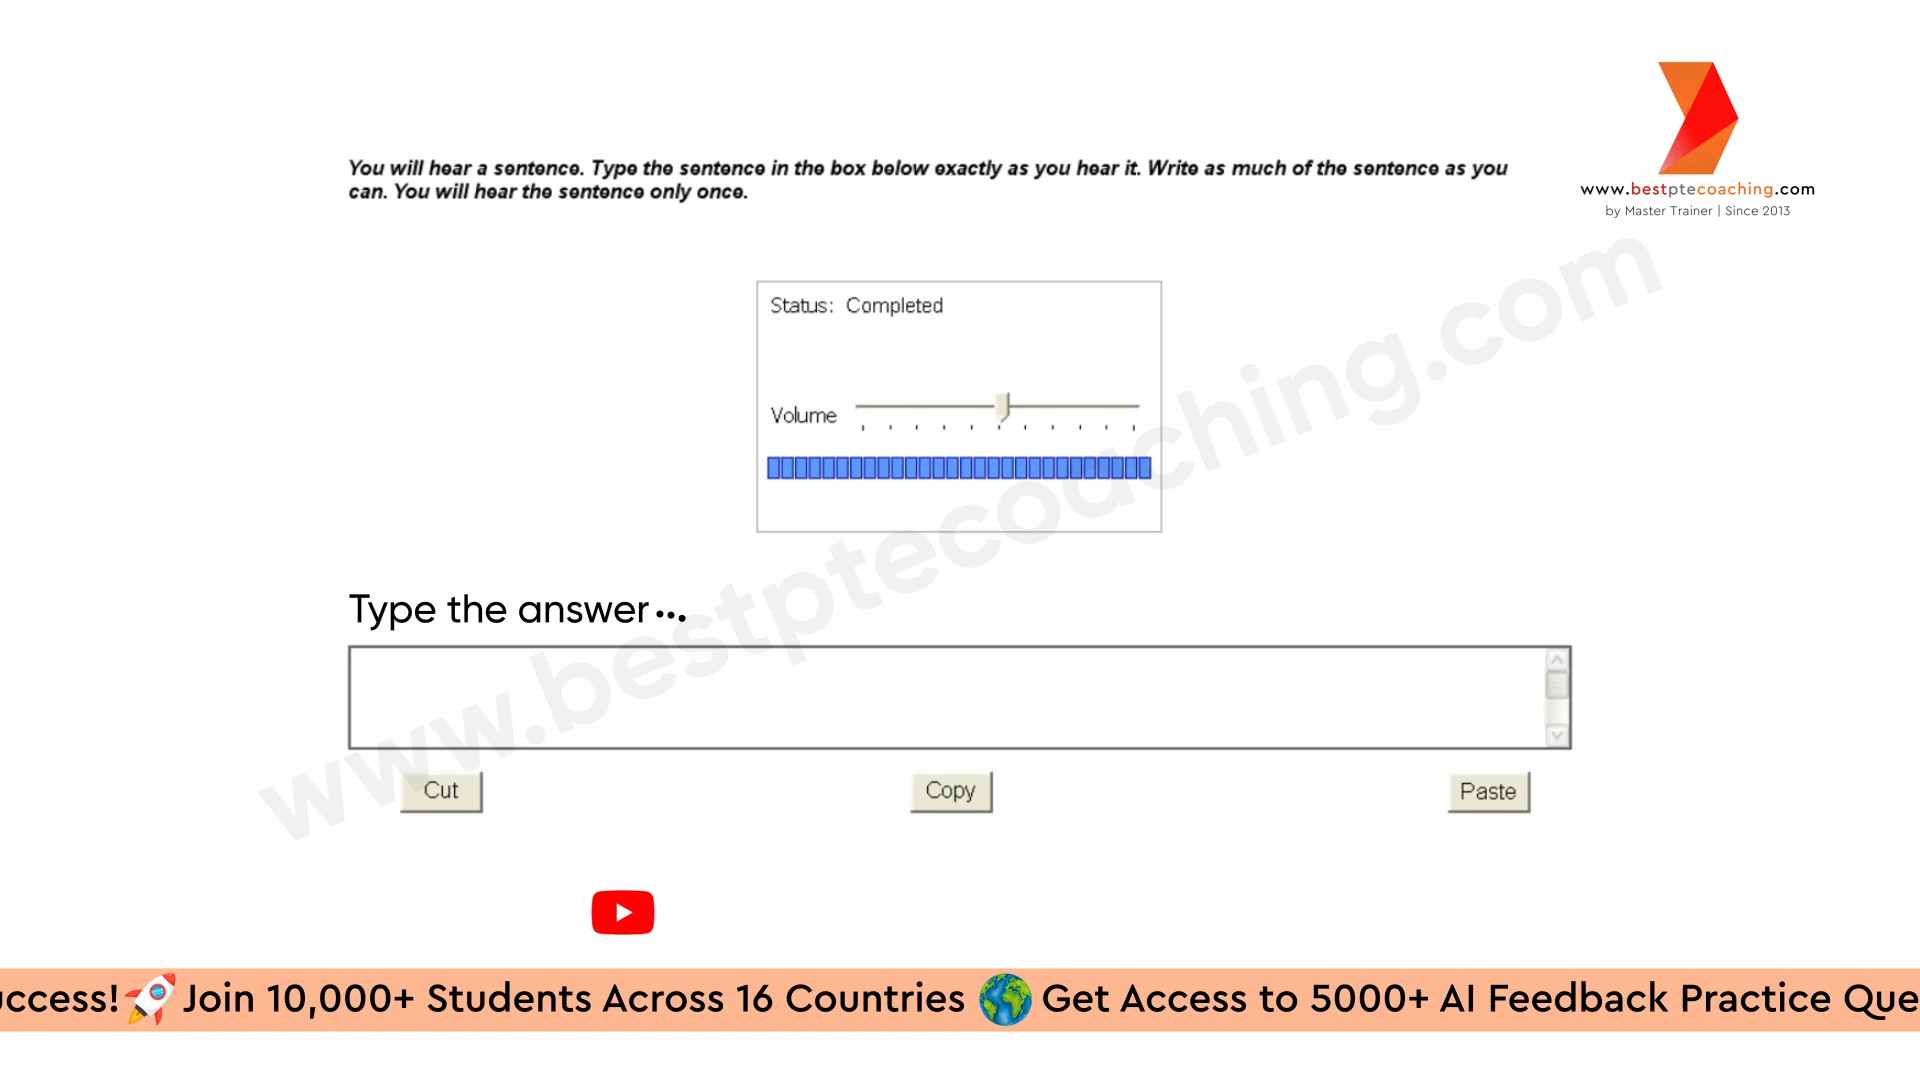 You will hear a sentence. Type the sentence in the box below exactly as you hear it. Write as much of the sentence as you
can. You will hear the sentence only once.
www.bestptecoaching.com
by Master Trainer | Since 2013
Status: Completed
Volume
www.bestptecoaching.com
Type the answer...
Cut
Copy
Paste
uccess!🚀 Join 10,000+ Students Across 16 Countries 🌍 Get Access to 5000+ AI Feedback Practice Que